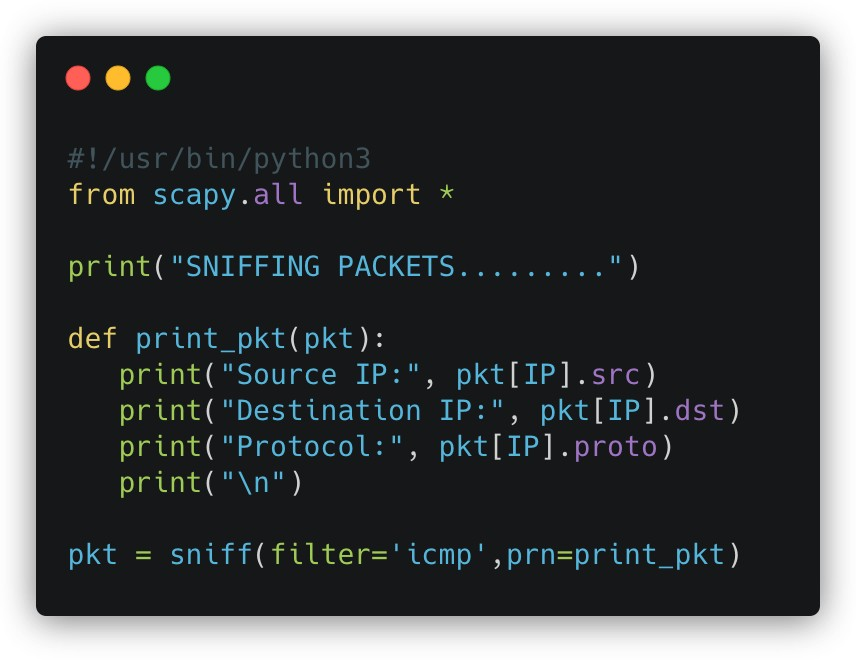 #!/usr/bin/python3
from scapy.all import *
print("SNIFFING PACKETS.........")
def print_pkt(pkt):
   print("Source IP:", pkt[IP].src)
   print("Destination IP:", pkt[IP].dst)
   print("Protocol:", pkt[IP].proto)
   print("\n")
pkt = sniff(filter='icmp',prn=print_pkt)